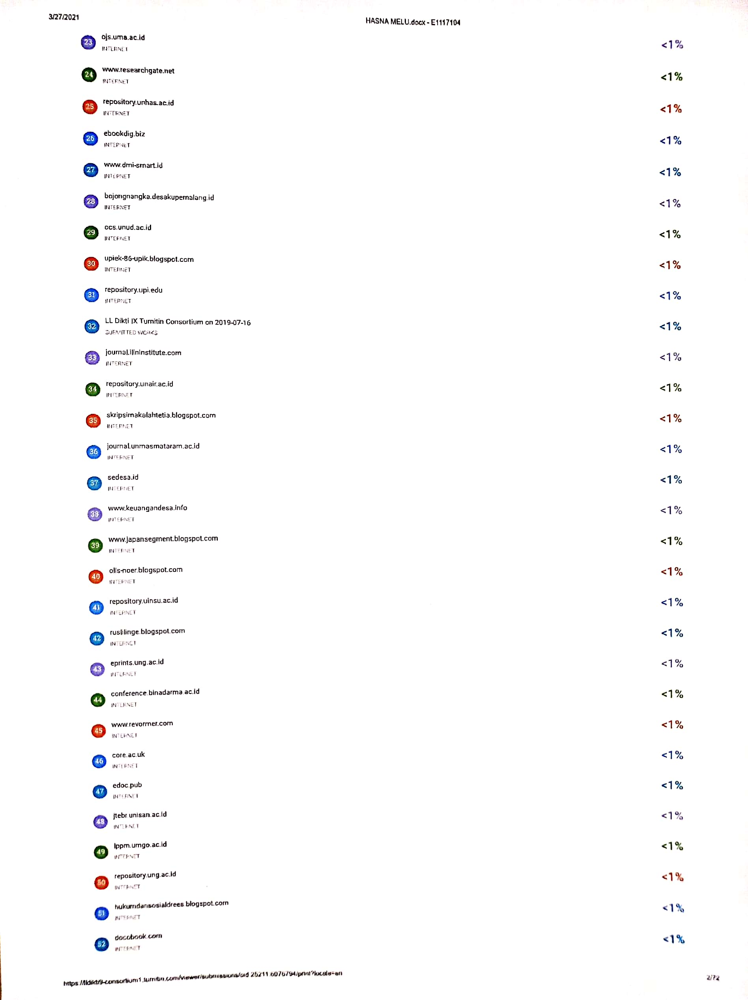 3/27/2021
HASNA MELU.docx - E1117104
23 ojs.uma.ac.id <1%
INTERNET
24 www.researchgate.net <1%
INTERNET
25 repository.unhas.ac.id <1%
INTERNET
26 ebookdig.biz <1%
INTERNET
27 www.dmi-smart.id <1%
INTERNET
28 bojongnangka.desakupemalang.id <1%
INTERNET
29 ocs.unud.ac.id <1%
INTERNET
30 upiek-86-upik.blogspot.com <1%
INTERNET
31 repository.upi.edu <1%
INTERNET
32 LL Dikti IX Turnitin Consortium on 2019-07-16 <1%
SUBMITTED WORKS
33 journal.ilininstitute.com <1%
INTERNET
34 repository.unair.ac.id <1%
INTERNET
35 skripsimakalahtetia.blogspot.com <1%
INTERNET
36 journal.unmasmataram.ac.id <1%
INTERNET
37 sedesa.id <1%
INTERNET
38 www.keuangandesa.info <1%
INTERNET
39 www.japansegment.blogspot.com <1%
INTERNET
40 olis-noer.blogspot.com <1%
INTERNET
41 repository.uinsu.ac.id <1%
INTERNET
42 ruslilinge.blogspot.com <1%
INTERNET
43 eprints.ung.ac.id <1%
INTERNET
44 conference.binadarma.ac.id <1%
INTERNET
45 www.revormer.com <1%
INTERNET
46 core.ac.uk <1%
INTERNET
47 edoc.pub <1%
INTERNET
48 jtebr.unisan.ac.id <1%
INTERNET
49 lppm.umgo.ac.id <1%
INTERNET
50 repository.ung.ac.id <1%
INTERNET
51 hukumdansosialdrees.blogspot.com <1%
INTERNET
52 docobook.com <1%
INTERNET
https://lldikti9-consortium1.turnitin.com/viewer/submissions/oid:25211:6076794/print?locale=en
2/72